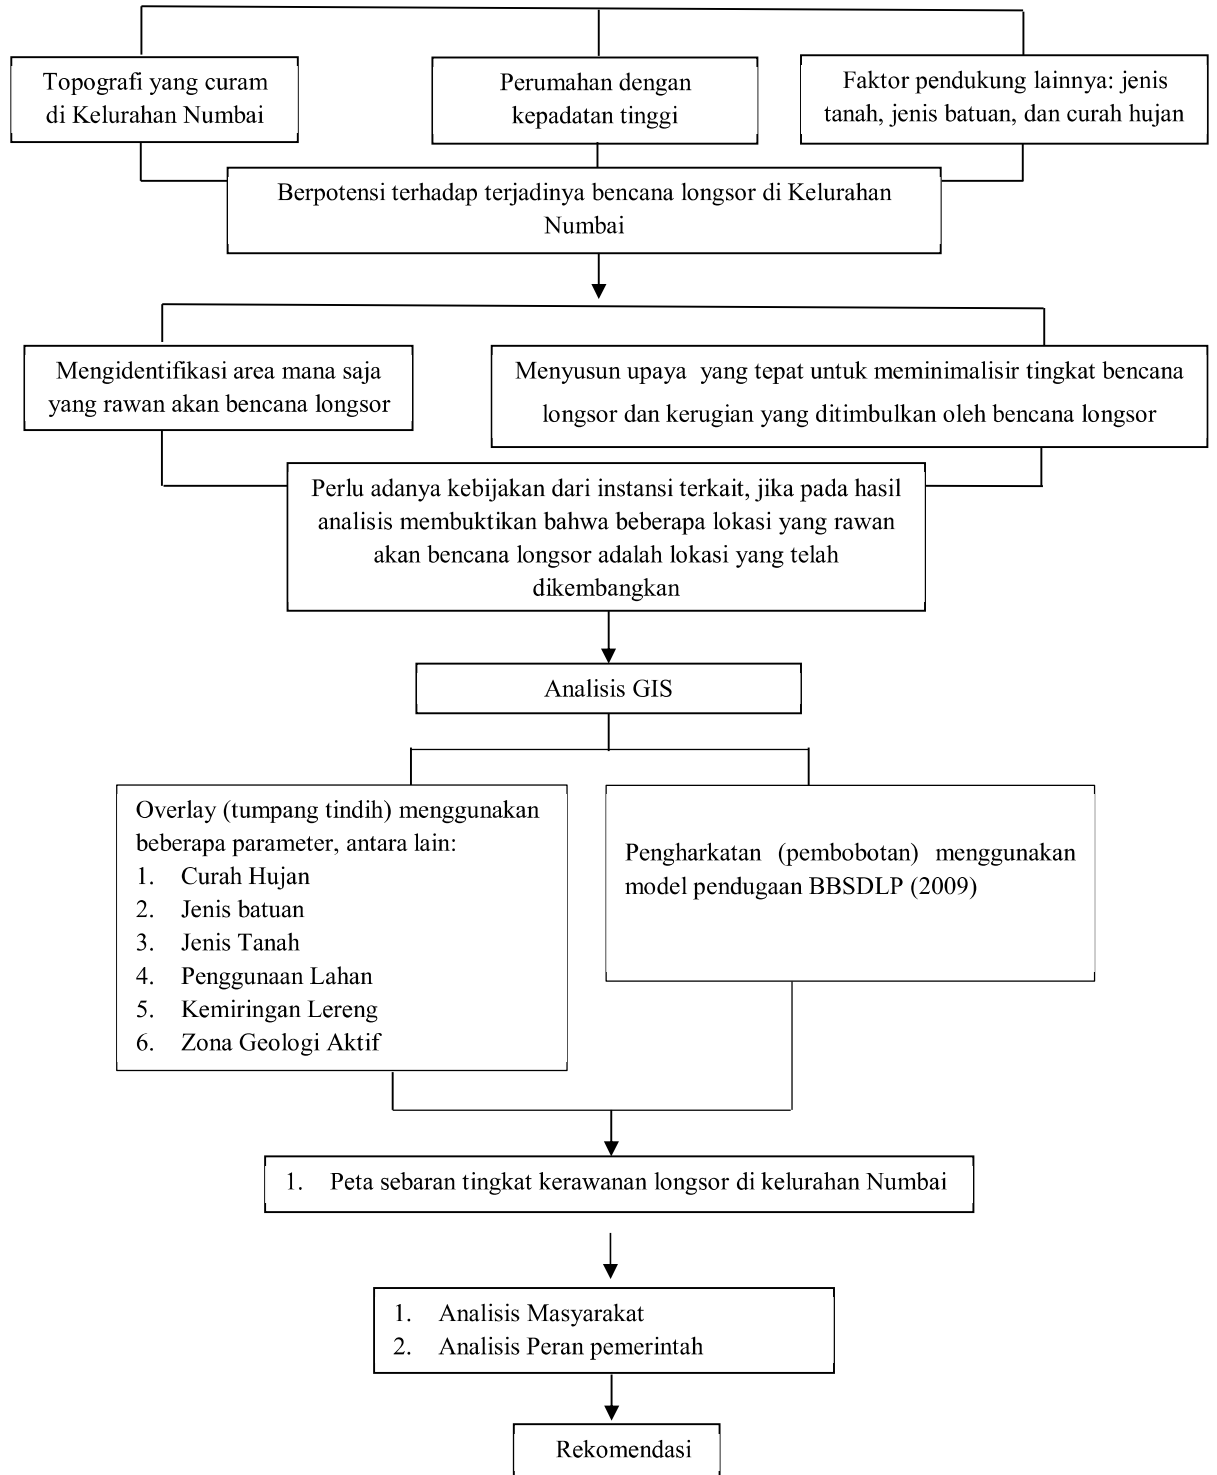 Topografi yang curam
di Kelurahan Numbai
Perumahan dengan
kepadatan tinggi
Faktor pendukung lainnya: jenis
tanah, jenis batuan, dan curah hujan
Berpotensi terhadap terjadinya bencana longsor di Kelurahan
Numbai
Mengidentifikasi area mana saja
yang rawan akan bencana longsor
Menyusun upaya yang tepat untuk meminimalisir tingkat bencana
longsor dan kerugian yang ditimbulkan oleh bencana longsor
Perlu adanya kebijakan dari instansi terkait, jika pada hasil
analisis membuktikan bahwa beberapa lokasi yang rawan
akan bencana longsor adalah lokasi yang telah
dikembangkan
Analisis GIS
Overlay (tumpang tindih) menggunakan
beberapa parameter, antara lain:
1. Curah Hujan
2. Jenis batuan
3. Jenis Tanah
4. Penggunaan Lahan
5. Kemiringan Lereng
6. Zona Geologi Aktif
Pengharkatan (pembobotan) menggunakan
model pendugaan BBSDLP (2009)
1. Peta sebaran tingkat kerawanan longsor di kelurahan Numbai
1. Analisis Masyarakat
2. Analisis Peran pemerintah
Rekomendasi